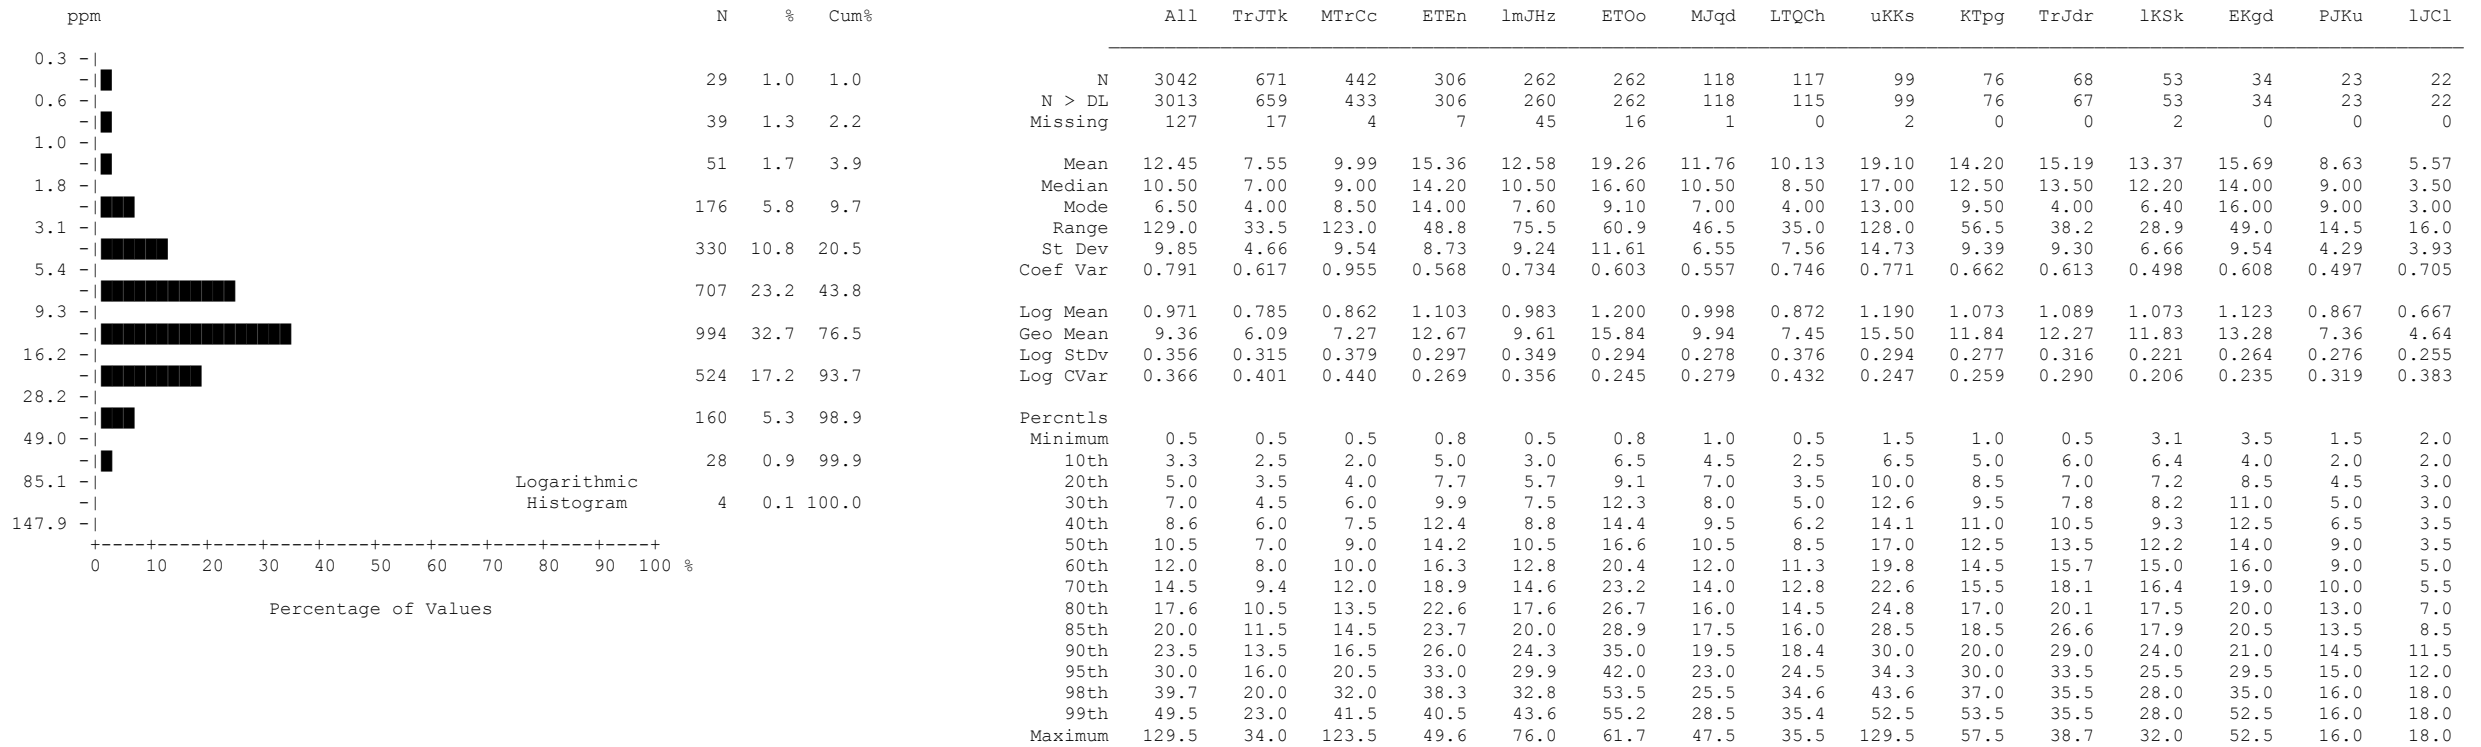 ppm N % Cum% All TrJTk MTrCc ETEn lmJHz ETOo MJqd LTQCh uKKs KTpg TrJdr lKSk EKgd PJKu lJCl
0.3 -|
-| 29 1.0 1.0 N 3042 671 442 306 262 262 118 117 99 76 68 53 34 23 22
0.6 -| N > DL 3013 659 433 306 260 262 118 115 99 76 67 53 34 23 22
-| 39 1.3 2.2 Missing 127 17 4 7 45 16 1 0 2 0 0 2 0 0 0
1.0 -|
-| 51 1.7 3.9 Mean 12.45 7.55 9.99 15.36 12.58 19.26 11.76 10.13 19.10 14.20 15.19 13.37 15.69 8.63 5.57
1.8 -| Median 10.50 7.00 9.00 14.20 10.50 16.60 10.50 8.50 17.00 12.50 13.50 12.20 14.00 9.00 3.50
-| 176 5.8 9.7 Mode 6.50 4.00 8.50 14.00 7.60 9.10 7.00 4.00 13.00 9.50 4.00 6.40 16.00 9.00 3.00
3.1 -| Range 129.0 33.5 123.0 48.8 75.5 60.9 46.5 35.0 128.0 56.5 38.2 28.9 49.0 14.5 16.0
-| 330 10.8 20.5 St Dev 9.85 4.66 9.54 8.73 9.24 11.61 6.55 7.56 14.73 9.39 9.30 6.66 9.54 4.29 3.93
5.4 -| Coef Var 0.791 0.617 0.955 0.568 0.734 0.603 0.557 0.746 0.771 0.662 0.613 0.498 0.608 0.497 0.705
-| 707 23.2 43.8
9.3 -| Log Mean 0.971 0.785 0.862 1.103 0.983 1.200 0.998 0.872 1.190 1.073 1.089 1.073 1.123 0.867 0.667
-| 994 32.7 76.5 Geo Mean 9.36 6.09 7.27 12.67 9.61 15.84 9.94 7.45 15.50 11.84 12.27 11.83 13.28 7.36 4.64
16.2 -| Log StDv 0.356 0.315 0.379 0.297 0.349 0.294 0.278 0.376 0.294 0.277 0.316 0.221 0.264 0.276 0.255
-| 524 17.2 93.7 Log CVar 0.366 0.401 0.440 0.269 0.356 0.245 0.279 0.432 0.247 0.259 0.290 0.206 0.235 0.319 0.383
28.2 -|
-| 160 5.3 98.9 Percntls
49.0 -| Minimum 0.5 0.5 0.5 0.8 0.5 0.8 1.0 0.5 1.5 1.0 0.5 3.1 3.5 1.5 2.0
-| 28 0.9 99.9 10th 3.3 2.5 2.0 5.0 3.0 6.5 4.5 2.5 6.5 5.0 6.0 6.4 4.0 2.0 2.0
85.1 -| Logarithmic 20th 5.0 3.5 4.0 7.7 5.7 9.1 7.0 3.5 10.0 8.5 7.0 7.2 8.5 4.5 3.0
-| Histogram 4 0.1 100.0 30th 7.0 4.5 6.0 9.9 7.5 12.3 8.0 5.0 12.6 9.5 7.8 8.2 11.0 5.0 3.0
147.9 -| 40th 8.6 6.0 7.5 12.4 8.8 14.4 9.5 6.2 14.1 11.0 10.5 9.3 12.5 6.5 3.5
+----+----+----+----+----+----+----+----+----+----+ 50th 10.5 7.0 9.0 14.2 10.5 16.6 10.5 8.5 17.0 12.5 13.5 12.2 14.0 9.0 3.5
0 10 20 30 40 50 60 70 80 90 100 % 60th 12.0 8.0 10.0 16.3 12.8 20.4 12.0 11.3 19.8 14.5 15.7 15.0 16.0 9.0 5.0
70th 14.5 9.4 12.0 18.9 14.6 23.2 14.0 12.8 22.6 15.5 18.1 16.4 19.0 10.0 5.5
Percentage of Values 80th 17.6 10.5 13.5 22.6 17.6 26.7 16.0 14.5 24.8 17.0 20.1 17.5 20.0 13.0 7.0
85th 20.0 11.5 14.5 23.7 20.0 28.9 17.5 16.0 28.5 18.5 26.6 17.9 20.5 13.5 8.5
90th 23.5 13.5 16.5 26.0 24.3 35.0 19.5 18.4 30.0 20.0 29.0 24.0 21.0 14.5 11.5
95th 30.0 16.0 20.5 33.0 29.9 42.0 23.0 24.5 34.3 30.0 33.5 25.5 29.5 15.0 12.0
98th 39.7 20.0 32.0 38.3 32.8 53.5 25.5 34.6 43.6 37.0 35.5 28.0 35.0 16.0 18.0
99th 49.5 23.0 41.5 40.5 43.6 55.2 28.5 35.4 52.5 53.5 35.5 28.0 52.5 16.0 18.0
Maximum 129.5 34.0 123.5 49.6 76.0 61.7 47.5 35.5 129.5 57.5 38.7 32.0 52.5 16.0 18.0